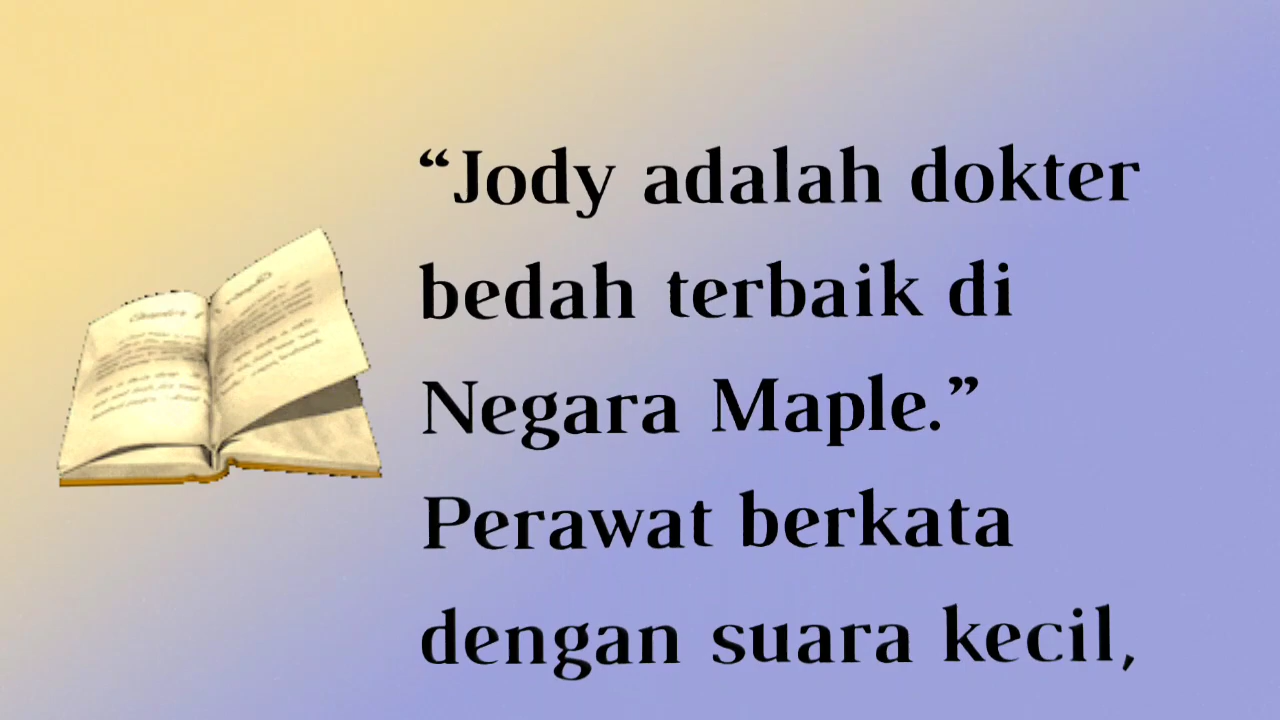 “Jody adalah dokter
bedah terbaik di
Negara Maple.”
Perawat berkata
dengan suara kecil,